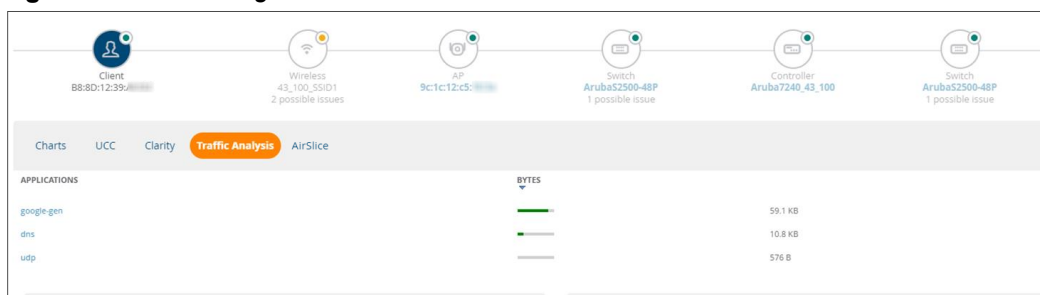 Client
B8:8D:12:39:
Wireless
43_100_SSID1
2 possible issues
AP
9c:1c:12:c5:
Switch
ArubaS2500-48P
1 possible issue
Controller
Aruba7240_43_100
Switch
ArubaS2500-48P
1 possible issue
Charts UCC Clarity Traffic Analysis AirSlice
APPLICATIONS BYTES
google-gen 59.1 KB
dns 10.8 KB
udp 576 B